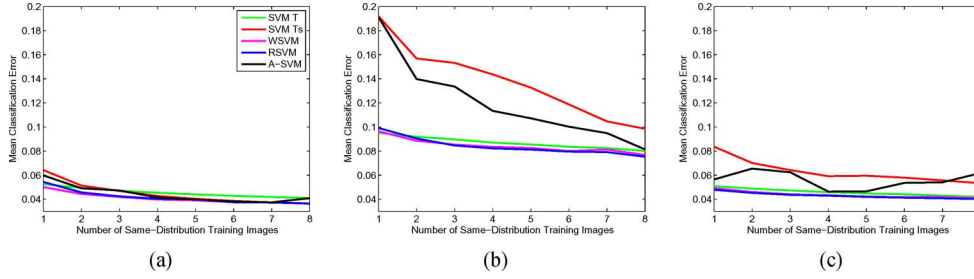 0.2
0.18
0.16
0.14
0.12
0.1
0.08
0.06
0.04
Mean Classification Error
SVM T
SVM Ts
WSVM
RSVM
A-SVM
1 2 3 4 5 6 7 8
Number of Same-Distribution Training Images
(a)
0.2
0.18
0.16
0.14
0.12
0.1
0.08
0.06
0.04
Mean Classification Error
1 2 3 4 5 6 7 8
Number of Same-Distribution Training Images
(b)
0.2
0.18
0.16
0.14
0.12
0.1
0.08
0.06
0.04
Mean Classification Error
1 2 3 4 5 6 7
Number of Same-Distribution Training Images
(c)